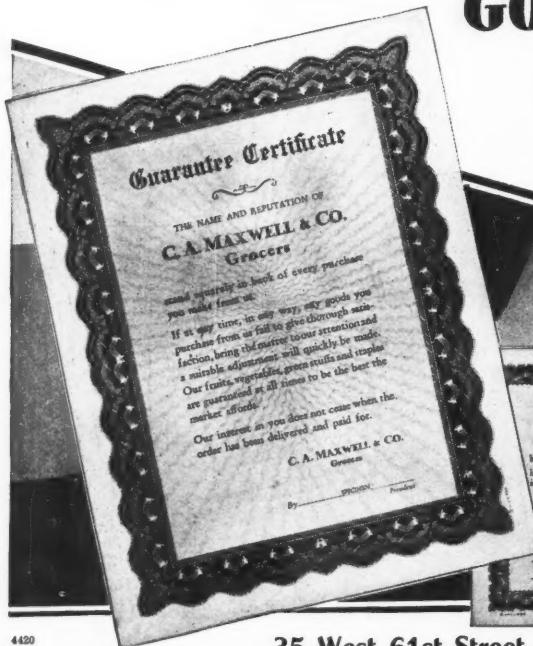 GO
Guarantee Certificate
THE NAME AND REPUTATION OF
C. A. MAXWELL & CO.
Grocers
stand squarely in back of every purchase
you make from us.
If at any time, in any way, any goods you
purchase from us fail to give thorough satis-
faction, bring the matter to our attention and
a suitable adjustment will quickly be made.
Our fruits, vegetables, green stuffs and staples
are guaranteed at all times to be the best the
market affords.
Our interest in you does not cease when the
order has been delivered and paid for.
C. A. MAXWELL & CO.
Grocers
By SPECIMEN
President
4420
35 West 61st Street